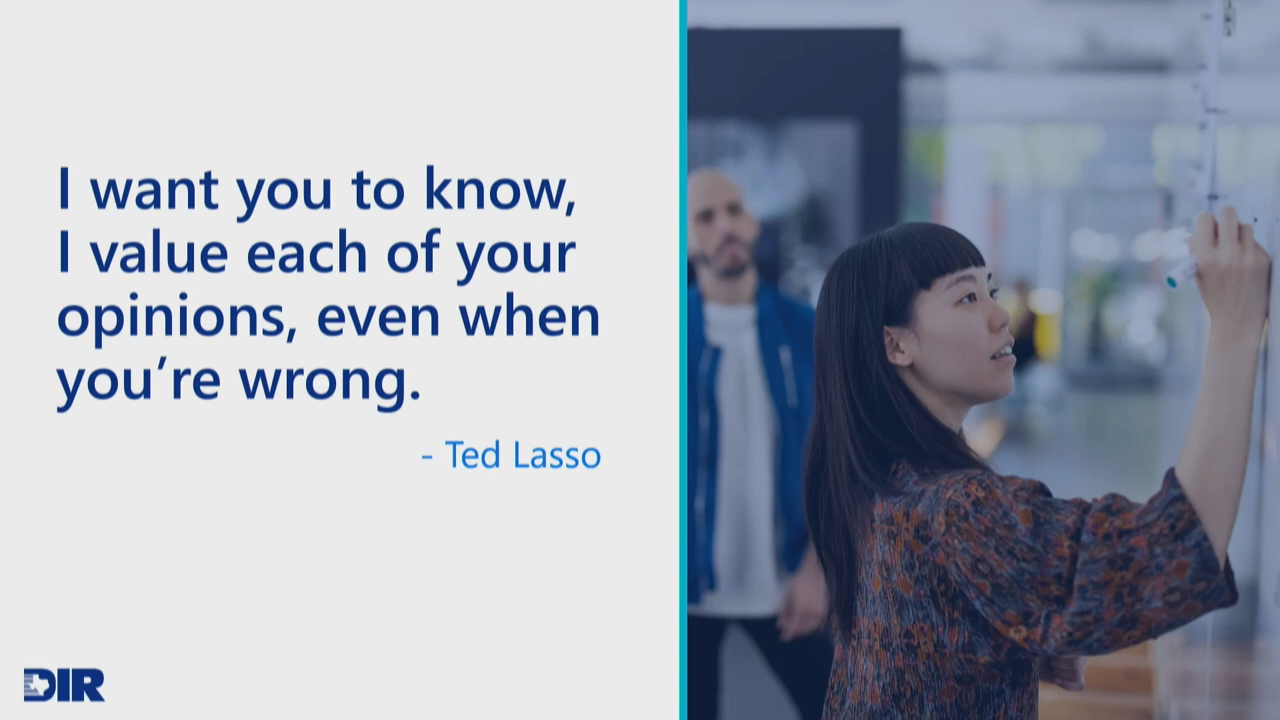 I want you to know,
I value each of your
opinions, even when
you’re wrong.
- Ted Lasso
DIR